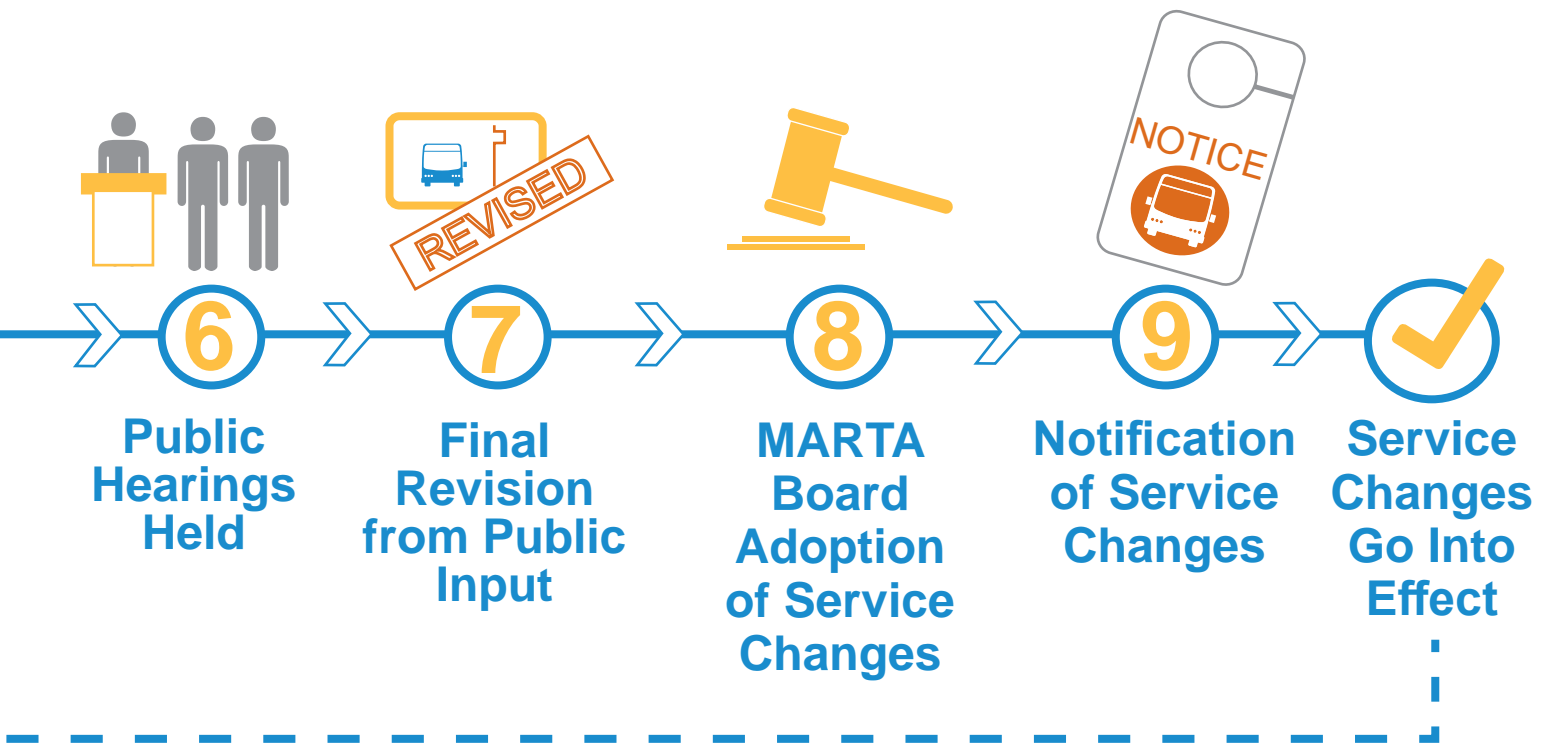 REVISED
NOTICE
6
7
8
9
Public
Hearings
Held
Final
Revision
from Public
Input
MARTA
Board
Adoption
of Service
Changes
Notification
of Service
Changes
Service
Changes
Go Into
Effect